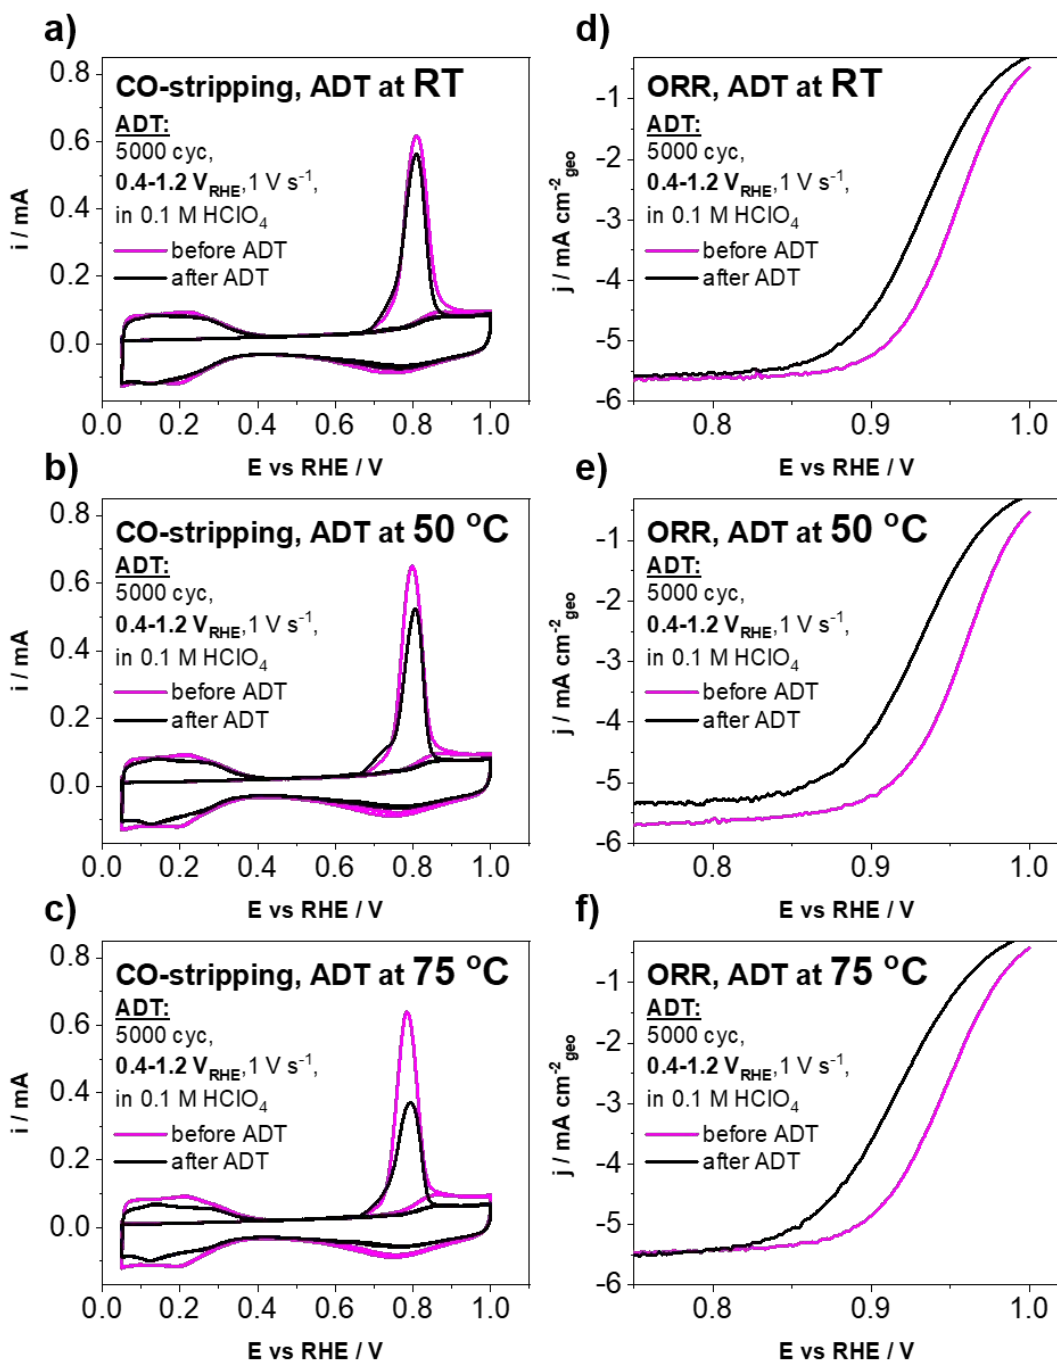 a)
CO-stripping, ADT at RT
ADT:
5000 cyc,
0.4-1.2 V_RHE, 1 V s⁻¹,
in 0.1 M HClO₄
before ADT
after ADT
0.8
0.6
0.4
0.2
0.0
i / mA
0.0 0.2 0.4 0.6 0.8 1.0
E vs RHE / V
d)
ORR, ADT at RT
ADT:
5000 cyc,
0.4-1.2 V_RHE, 1 V s⁻¹,
in 0.1 M HClO₄
before ADT
after ADT
-1
-2
-3
-4
-5
-6
j / mA cm⁻²_geo
0.8 0.9 1.0
E vs RHE / V
b)
CO-stripping, ADT at 50 °C
ADT:
5000 cyc,
0.4-1.2 V_RHE, 1 V s⁻¹,
in 0.1 M HClO₄
before ADT
after ADT
0.8
0.6
0.4
0.2
0.0
i / mA
0.0 0.2 0.4 0.6 0.8 1.0
E vs RHE / V
e)
ORR, ADT at 50 °C
ADT:
5000 cyc,
0.4-1.2 V_RHE, 1 V s⁻¹,
in 0.1 M HClO₄
before ADT
after ADT
-1
-2
-3
-4
-5
-6
j / mA cm⁻²_geo
0.8 0.9 1.0
E vs RHE / V
c)
CO-stripping, ADT at 75 °C
ADT:
5000 cyc,
0.4-1.2 V_RHE, 1 V s⁻¹,
in 0.1 M HClO₄
before ADT
after ADT
0.8
0.6
0.4
0.2
0.0
i / mA
0.0 0.2 0.4 0.6 0.8 1.0
E vs RHE / V
f)
ORR, ADT at 75 °C
ADT:
5000 cyc,
0.4-1.2 V_RHE, 1 V s⁻¹,
in 0.1 M HClO₄
before ADT
after ADT
-1
-2
-3
-4
-5
-6
j / mA cm⁻²_geo
0.8 0.9 1.0
E vs RHE / V